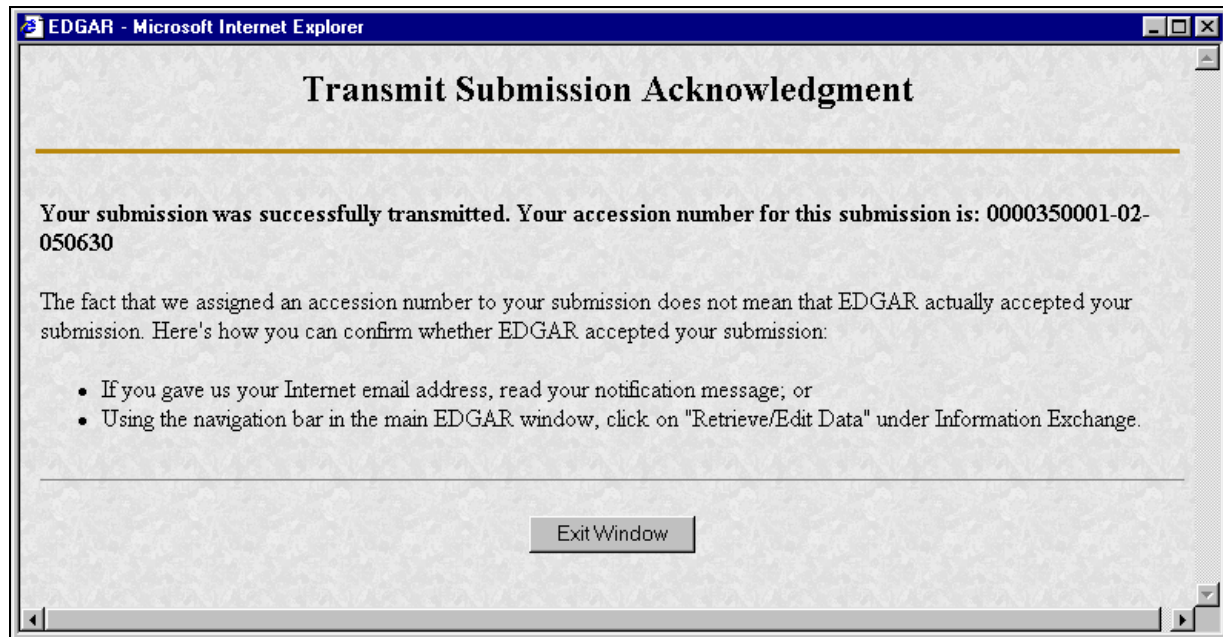 EDGAR - Microsoft Internet Explorer
Transmit Submission Acknowledgment
Your submission was successfully transmitted. Your accession number for this submission is: 0000350001-02-
050630
The fact that we assigned an accession number to your submission does not mean that EDGAR actually accepted your
submission. Here's how you can confirm whether EDGAR accepted your submission:
• If you gave us your Internet email address, read your notification message; or
• Using the navigation bar in the main EDGAR window, click on "Retrieve/Edit Data" under Information Exchange.
Exit Window